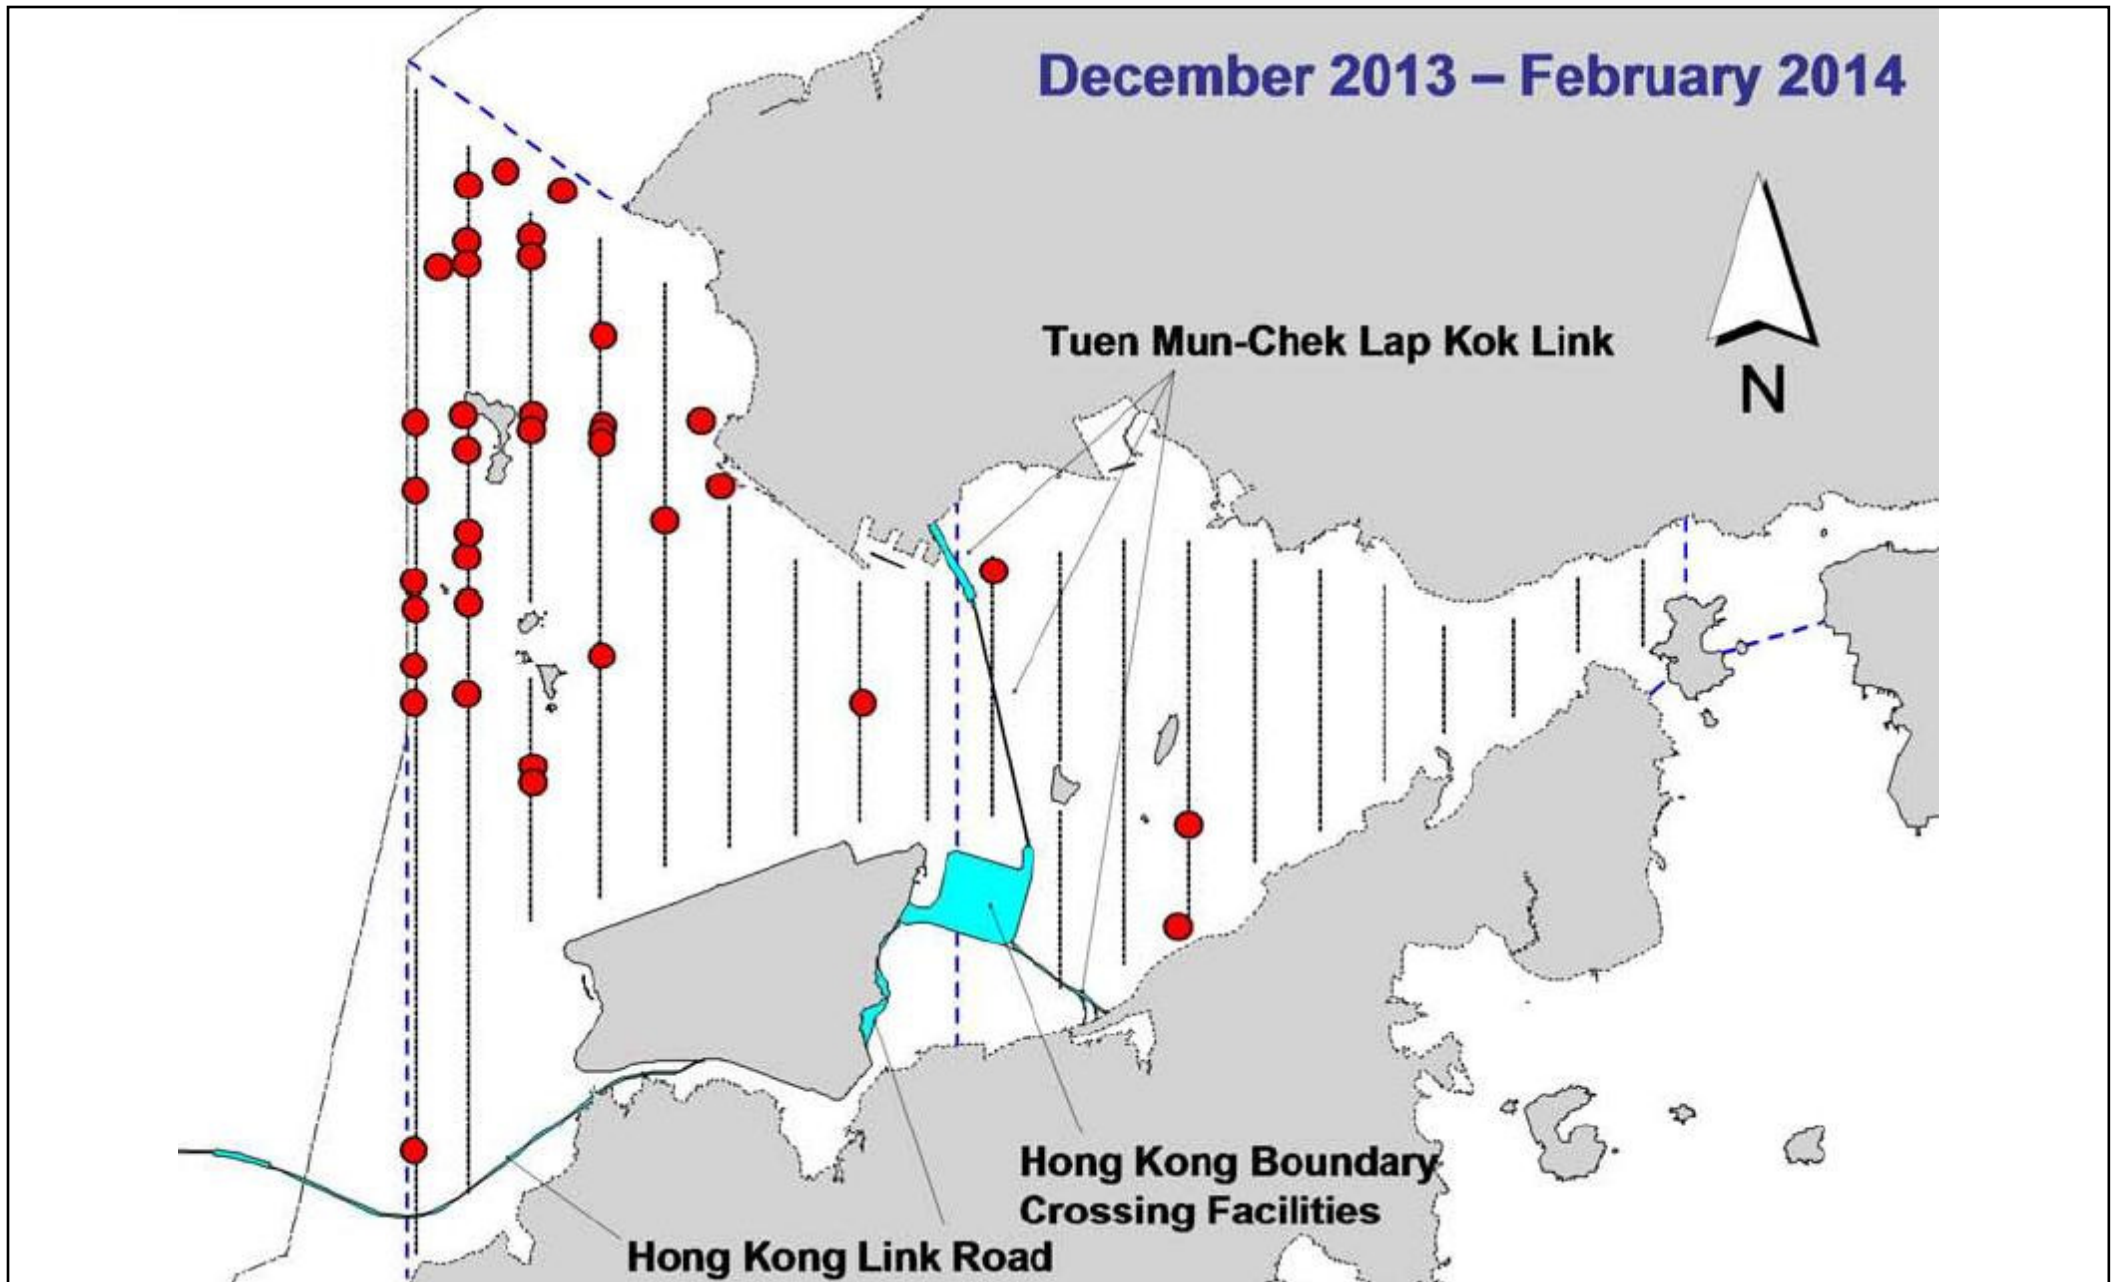 December 2013 – February 2014
Tuen Mun-Chek Lap Kok Link
N
Hong Kong Boundary
Crossing Facilities
Hong Kong Link Road